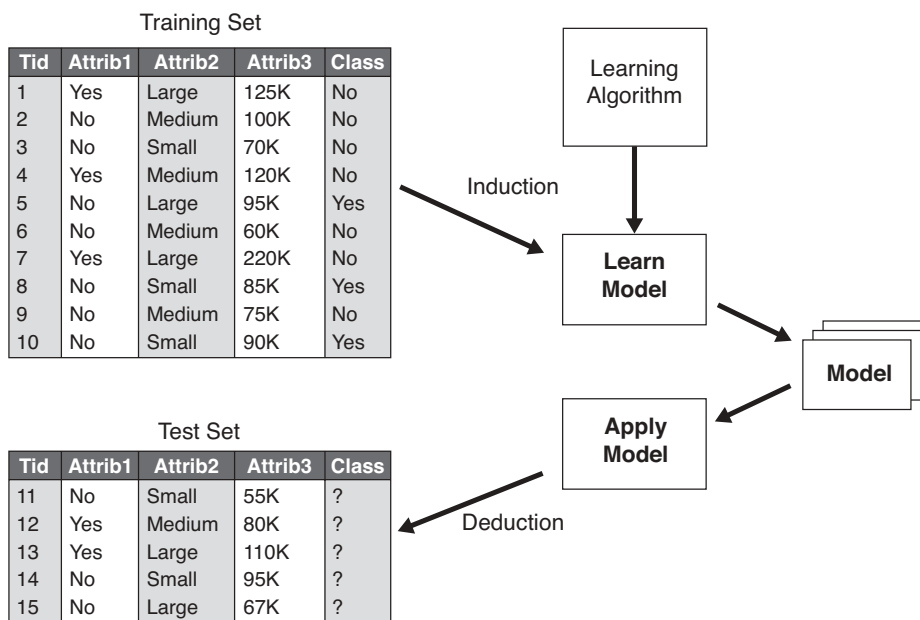 Training Set
Tid Attrib1 Attrib2 Attrib3 Class
1 Yes Large 125K No
2 No Medium 100K No
3 No Small 70K No
4 Yes Medium 120K No
5 No Large 95K Yes
6 No Medium 60K No
7 Yes Large 220K No
8 No Small 85K Yes
9 No Medium 75K No
10 No Small 90K Yes
Learning
Algorithm
Induction
Learn
Model
Model
Apply
Model
Deduction
Test Set
Tid Attrib1 Attrib2 Attrib3 Class
11 No Small 55K ?
12 Yes Medium 80K ?
13 Yes Large 110K ?
14 No Small 95K ?
15 No Large 67K ?